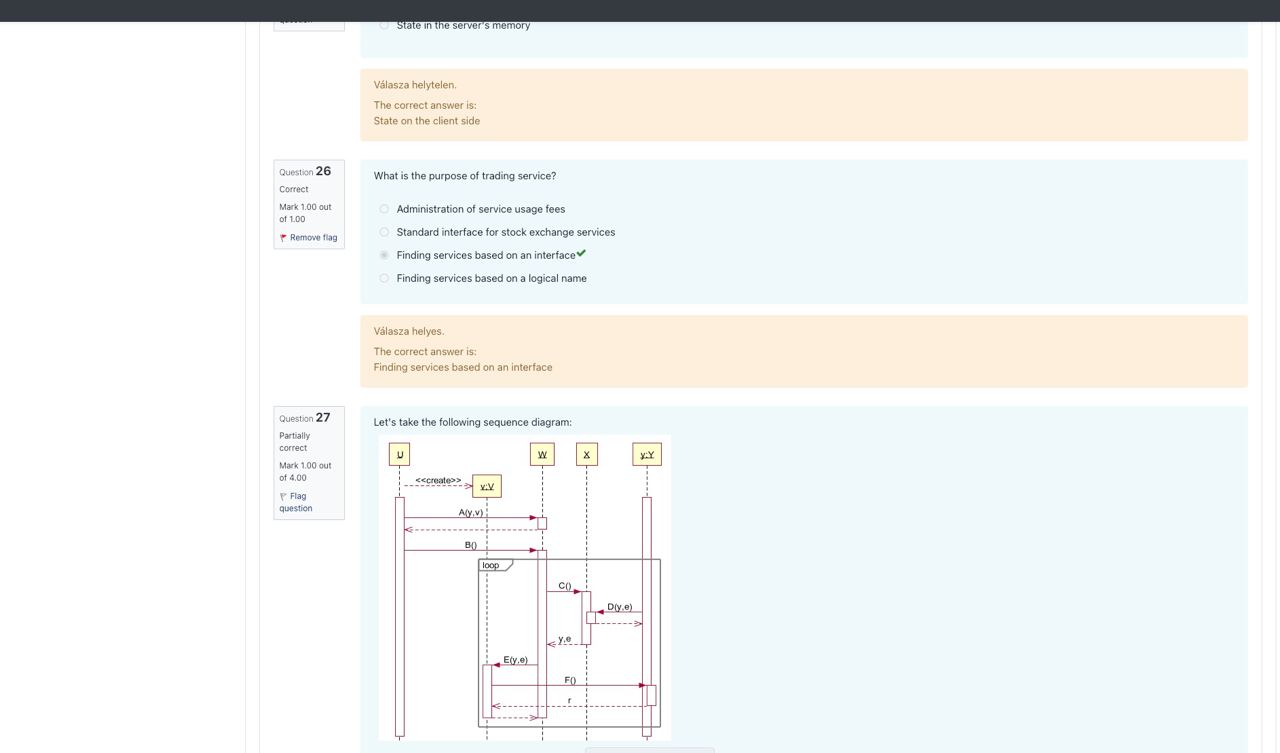 State in the server's memory
Válasza helytelen.
The correct answer is:
State on the client side
Question 26
Correct
Mark 1.00 out
of 1.00
Remove flag
What is the purpose of trading service?
Administration of service usage fees
Standard interface for stock exchange services
Finding services based on an interface
Finding services based on a logical name
Válasza helyes.
The correct answer is:
Finding services based on an interface
Question 27
Partially
correct
Mark 1.00 out
of 4.00
Flag
question
Let's take the following sequence diagram:
U
W
X
y:Y
<<create>>
v:V
A(y,v)
B()
loop
C()
D(y,e)
y,e
E(y,e)
F()
r